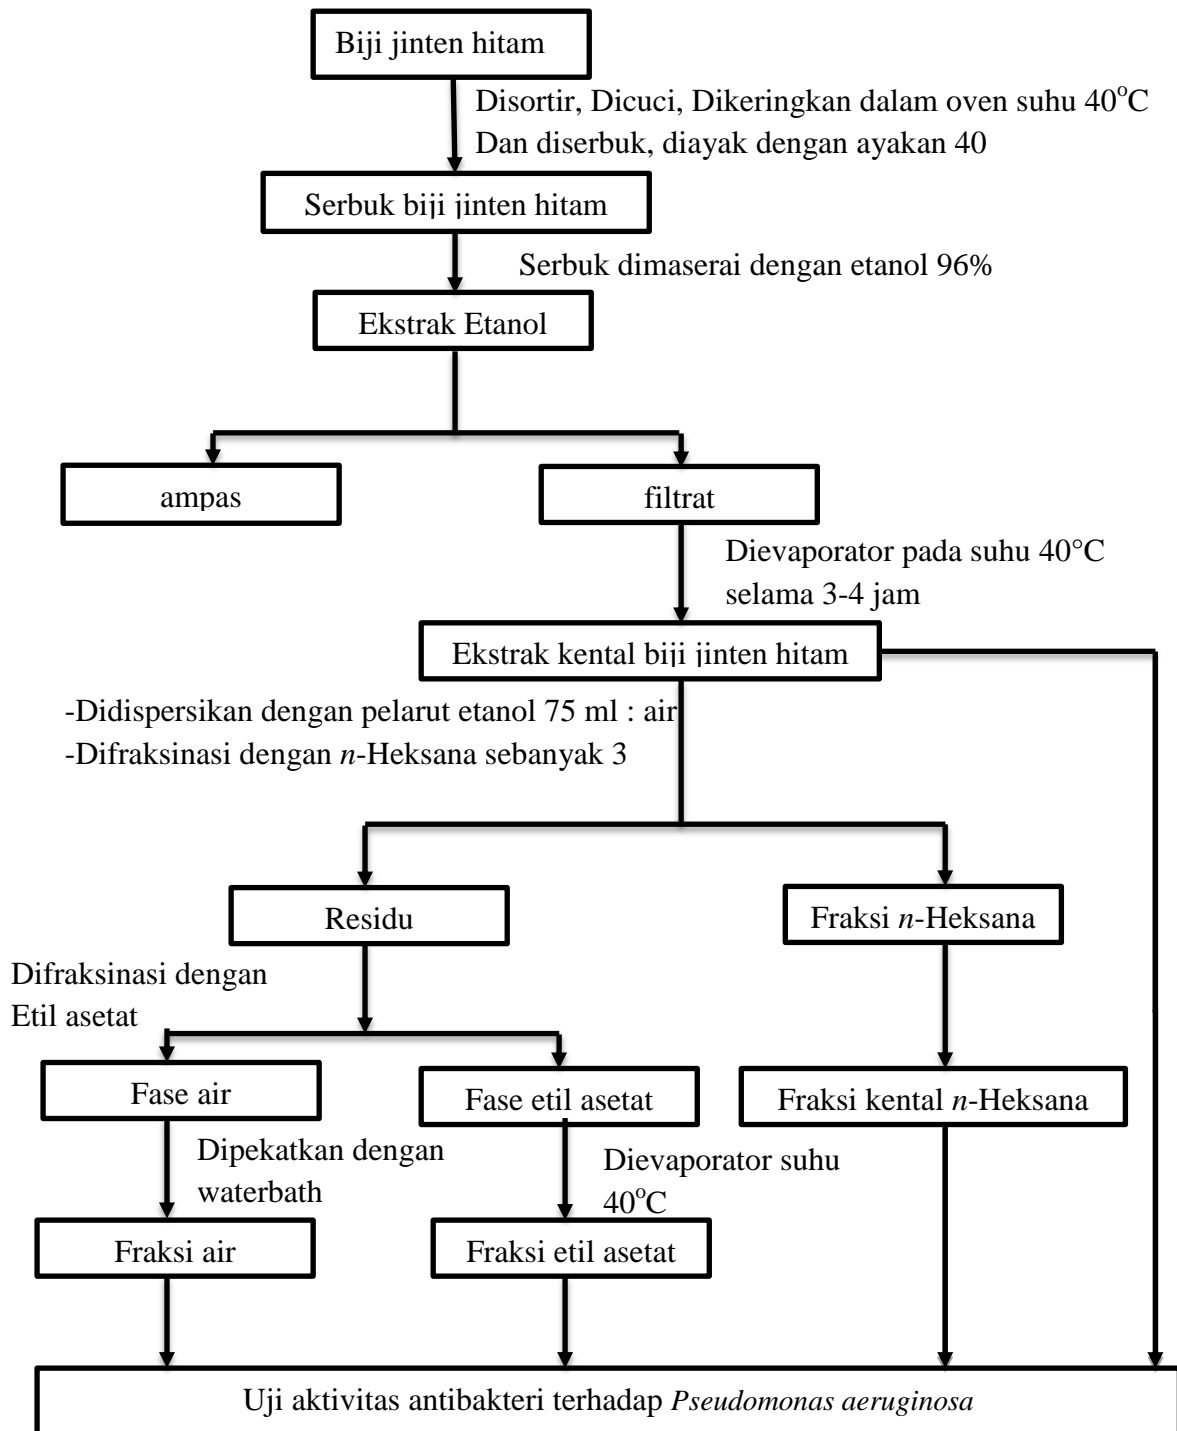 Biji jinten hitam
Disortir, Dicuci, Dikeringkan dalam oven suhu 40°C
Dan diserbuk, diayak dengan ayakan 40
Serbuk biji jinten hitam
Serbuk dimaserai dengan etanol 96%
Ekstrak Etanol
ampas
filtrat
Dievaporator pada suhu 40°C
selama 3-4 jam
Ekstrak kental biji jinten hitam
-Didispersikan dengan pelarut etanol 75 ml : air
-Difraksinasi dengan n-Heksana sebanyak 3
Residu
Fraksi n-Heksana
Difraksinasi dengan
Etil asetat
Fase air
Fase etil asetat
Fraksi kental n-Heksana
Dipekatkan dengan
waterbath
Dievaporator suhu
40°C
Fraksi air
Fraksi etil asetat
Uji aktivitas antibakteri terhadap Pseudomonas aeruginosa